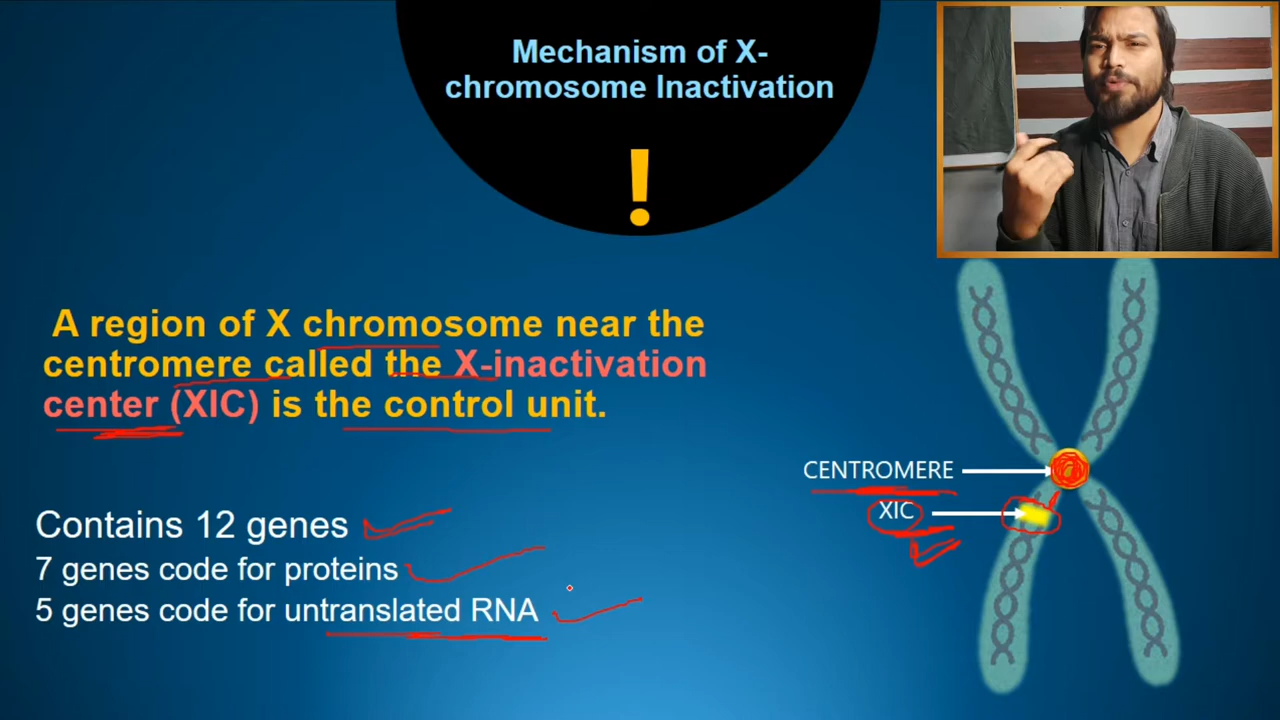 Mechanism of X-
chromosome Inactivation
!
A region of X chromosome near the
centromere called the X-inactivation
center (XIC) is the control unit.
Contains 12 genes
7 genes code for proteins
5 genes code for untranslated RNA
CENTROMERE
XIC